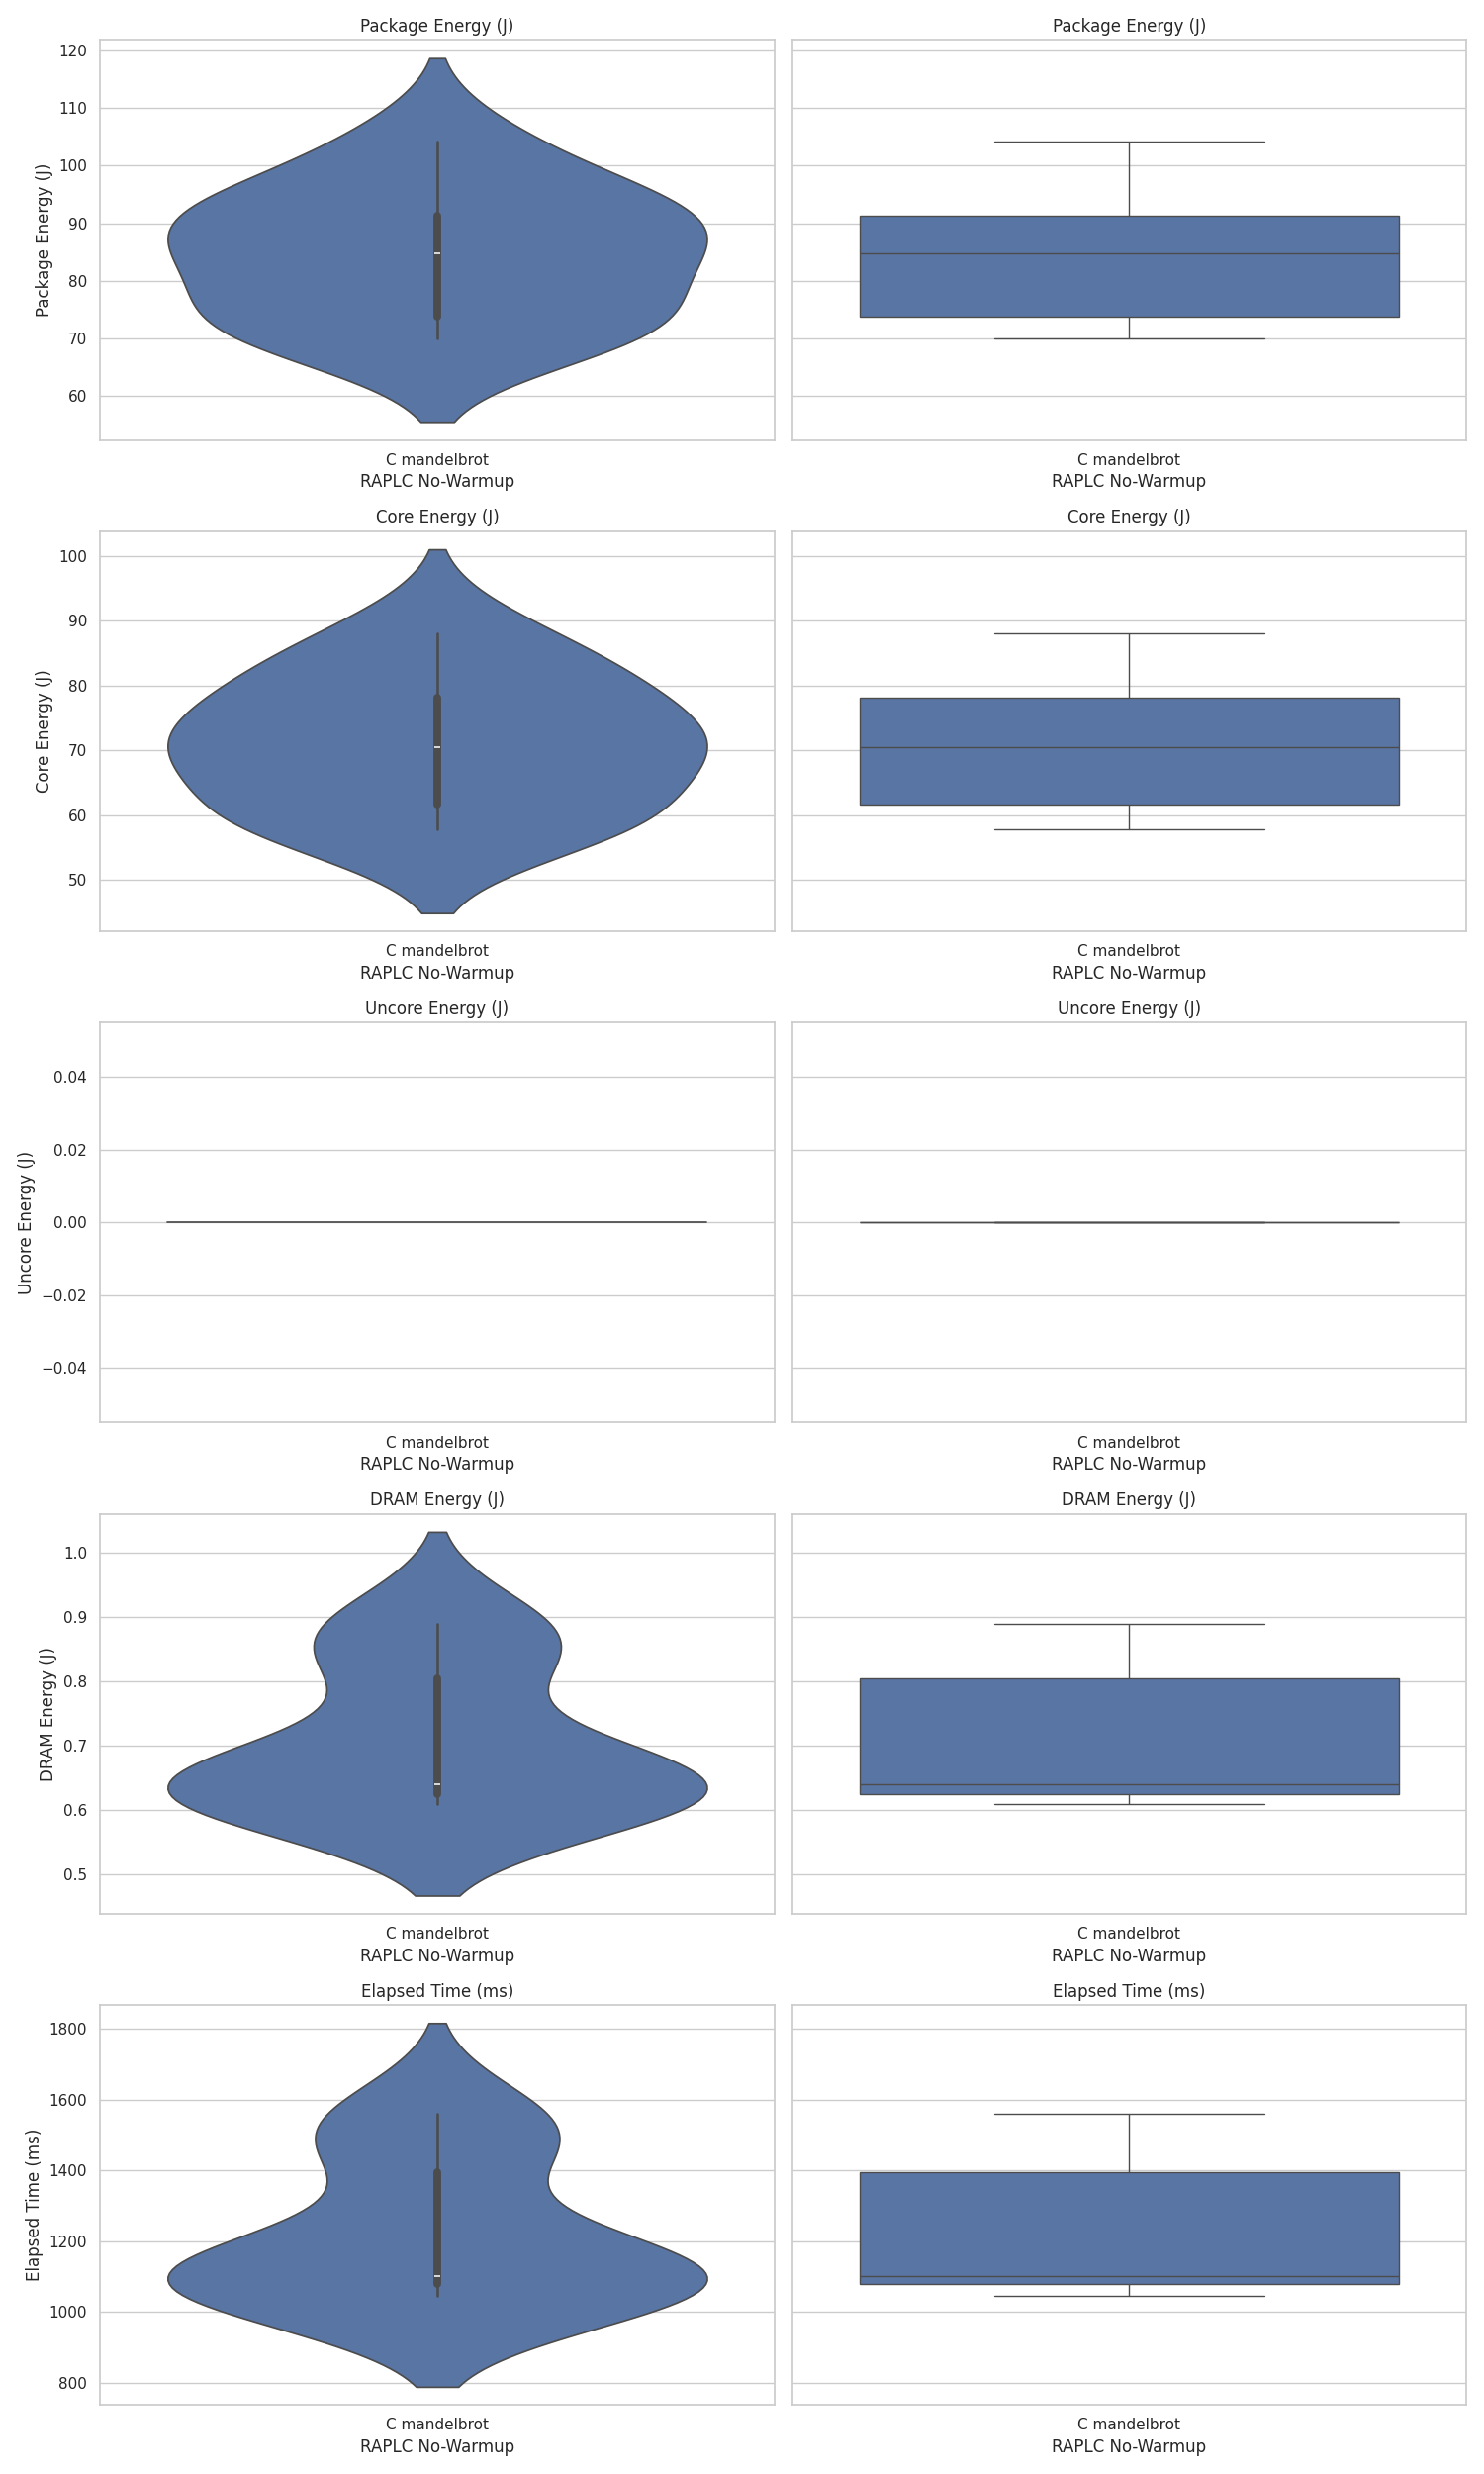 Package Energy (J)
Package Energy (J)
Package Energy (J)
120
110
100
90
80
70
60
C mandelbrot
C mandelbrot
RAPLC No-Warmup
RAPLC No-Warmup
Core Energy (J)
Core Energy (J)
Core Energy (J)
100
90
80
70
60
50
C mandelbrot
C mandelbrot
RAPLC No-Warmup
RAPLC No-Warmup
Uncore Energy (J)
Uncore Energy (J)
Uncore Energy (J)
0.04
0.02
0.00
−0.02
−0.04
C mandelbrot
C mandelbrot
RAPLC No-Warmup
RAPLC No-Warmup
DRAM Energy (J)
DRAM Energy (J)
DRAM Energy (J)
1.0
0.9
0.8
0.7
0.6
0.5
C mandelbrot
C mandelbrot
RAPLC No-Warmup
RAPLC No-Warmup
Elapsed Time (ms)
Elapsed Time (ms)
Elapsed Time (ms)
1800
1600
1400
1200
1000
800
C mandelbrot
C mandelbrot
RAPLC No-Warmup
RAPLC No-Warmup